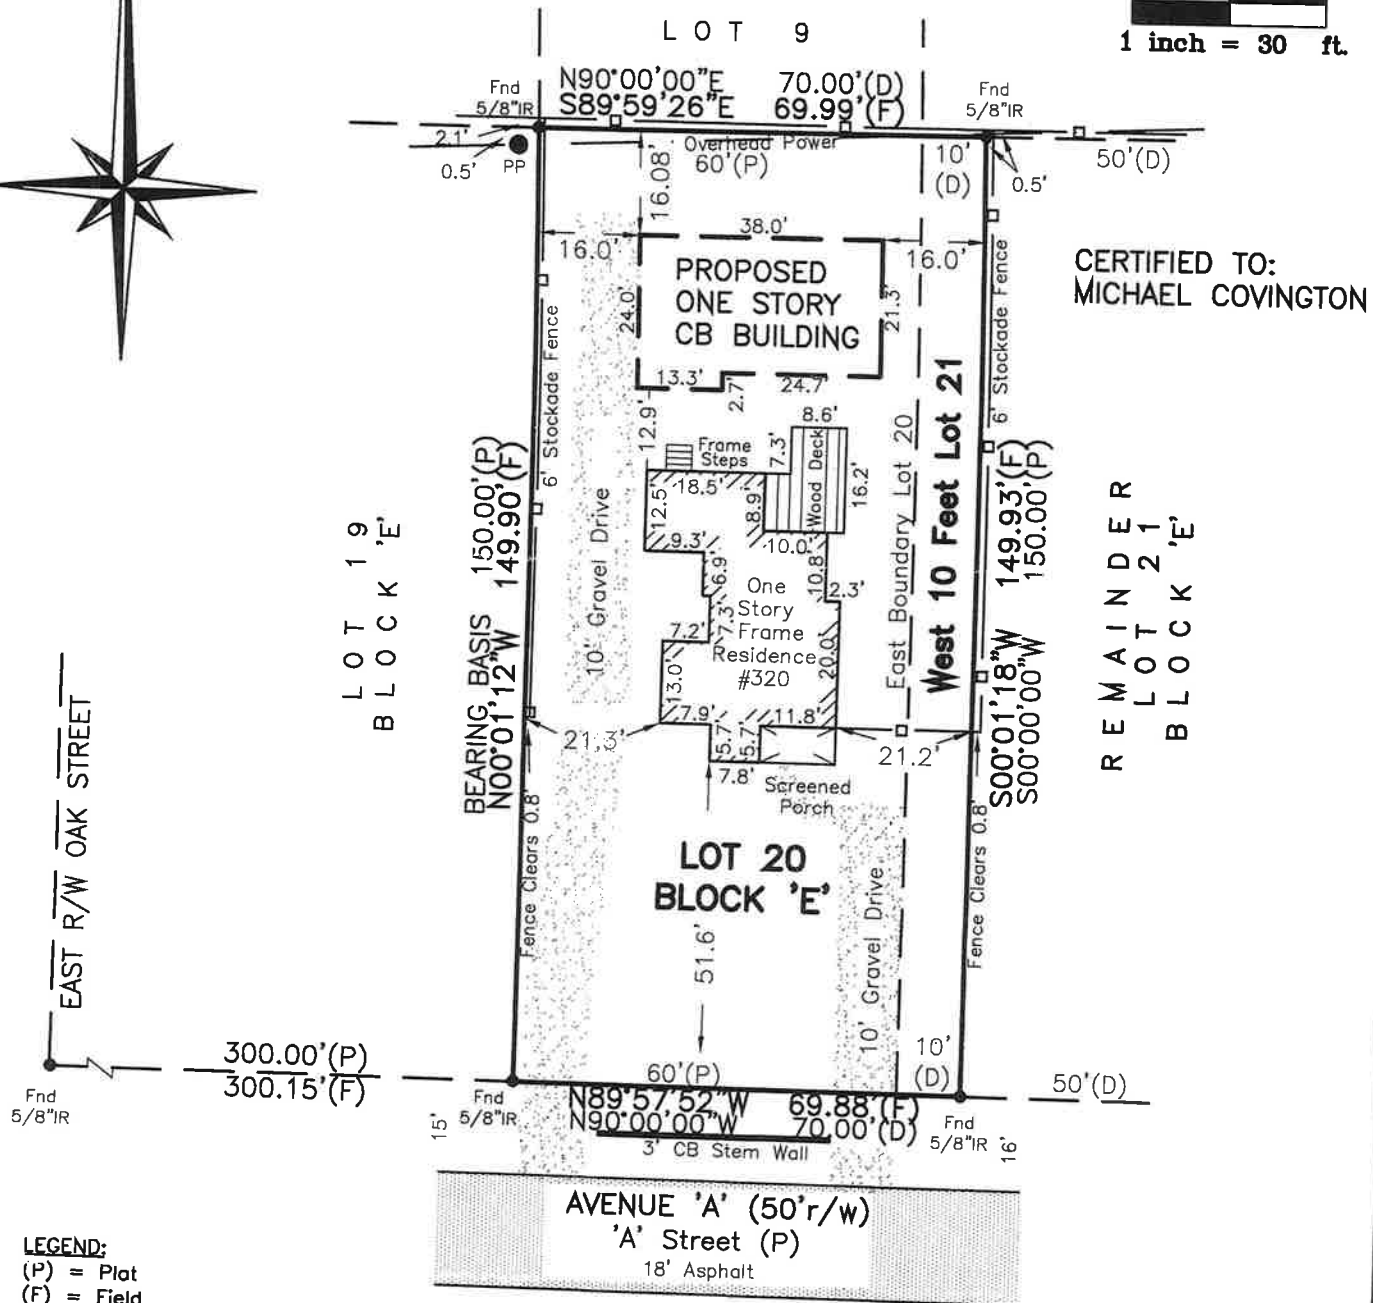 LOT 9
1 inch = 30 ft.
N90°00'00"E 70.00'(D)
S89°59'26"E 69.99'(F)
Fnd
5/8"IR
Fnd
5/8"IR
2.1'
0.5'
PP
Overhead Power
60'(P)
10'
(D)
0.5'
50'(D)
16.08'
38.0'
16.0'
16.0'
PROPOSED
ONE STORY
CB BUILDING
24.0'
21.3'
13.3'
2.7'
24.7'
CERTIFIED TO:
MICHAEL COVINGTON
6' Stockade Fence
6' Stockade Fence
12.9'
8.6'
Frame
Steps
7.3'
Wood Deck
16.2'
18.5'
12.5'
8.9'
9.3'
10.0'
6.9'
10.8'
2.3'
One
Story
Frame
Residence
#320
7.3'
7.2'
13.0'
20.0'
7.9'
11.8'
5.7'
5.7'
7.8'
21.3'
21.2'
Screened
Porch
10' Gravel Drive
East Boundary Lot 20
West 10 Feet Lot 21
150.00'(P)
149.90'(F)
149.93'(F)
150.00'(P)
LOT 19
BLOCK 'E'
REMAINDER
LOT 21
BLOCK 'E'
BEARING BASIS
N00°01'12"W
S00°01'18"W
S00°00'00"W
EAST R/W OAK STREET
Fence Clears 0.8'
Fence Clears 0.8'
LOT 20
BLOCK 'E'
51.6'
10' Gravel Drive
10'
(D)
300.00'(P)
300.15'(F)
Fnd
5/8"IR
60'(P)
50'(D)
Fnd
5/8"IR
N89°57'52"W 69.88'(F)
N90°00'00"W 70.00'(D)
Fnd
5/8"IR
15'
16'
3' CB Stem Wall
AVENUE 'A' (50'r/w)
'A' Street (P)
18' Asphalt
LEGEND:
(P) = Plat
(F) = Field